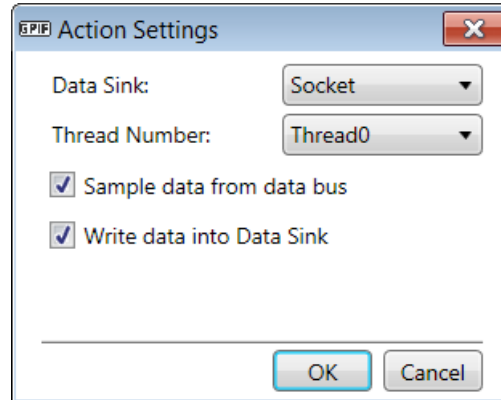 GPIF Action Settings
Data Sink: Socket
Thread Number: Thread0
Sample data from data bus
Write data into Data Sink
OK Cancel